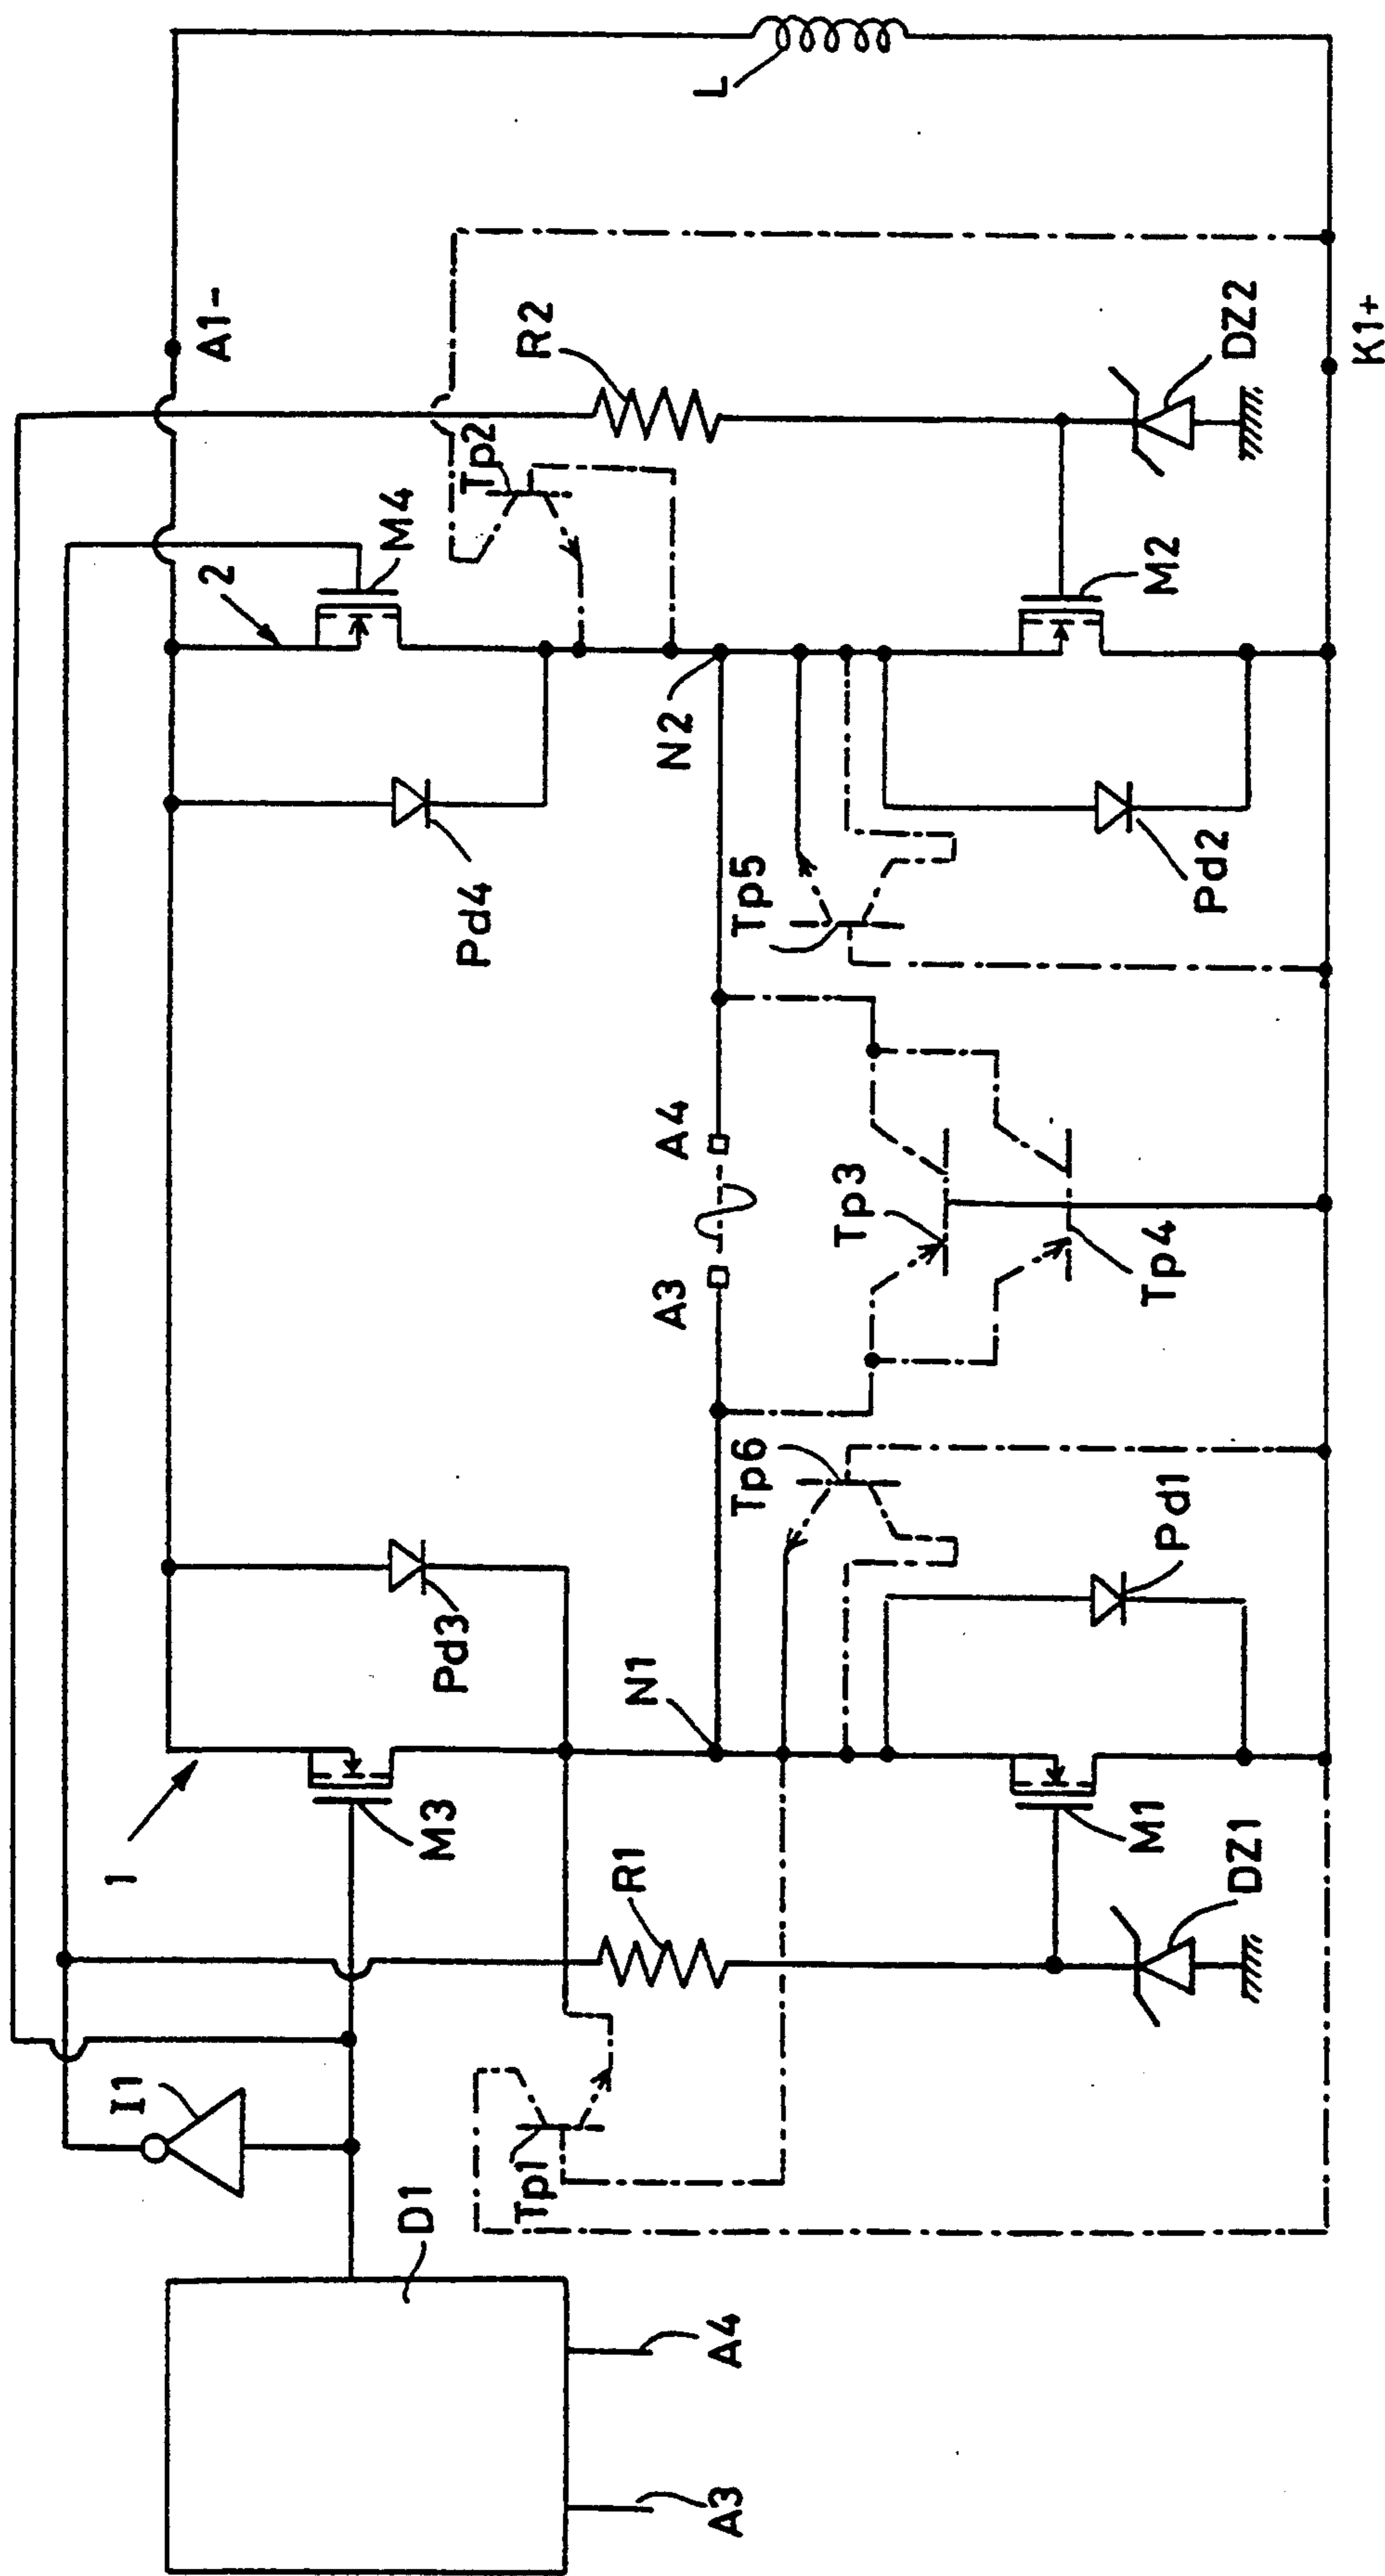 L
A1-
K1+
R2
DZ2
Tp2
M4
2
M2
N2
Pd4
Tp5
Pd2
A4
A3
Tp3
Tp4
Tp6
Pd1
Pd3
N1
1
M3
R1
M1
DZ1
I1
Tp1
D1
A4
A3